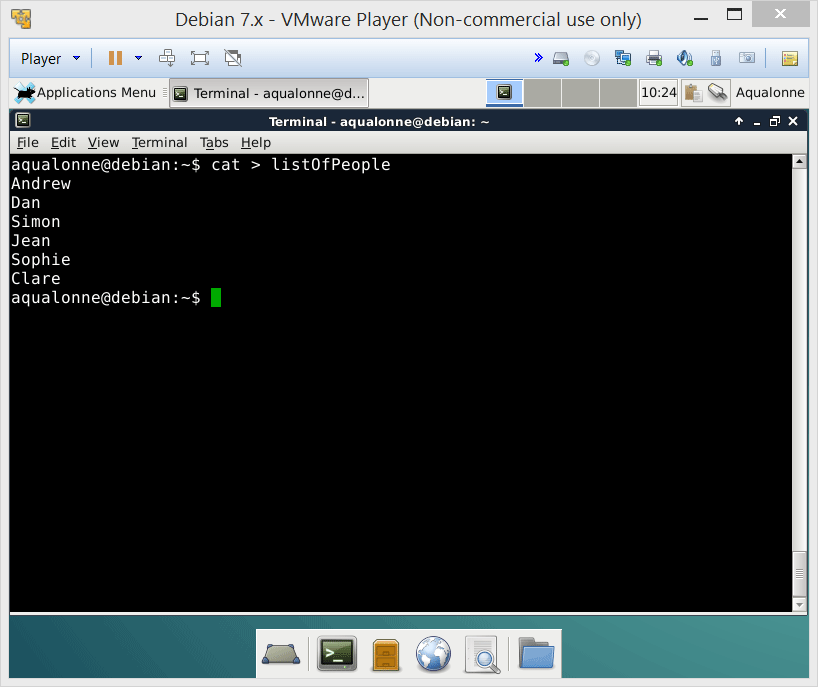 Debian 7.x - VMware Player (Non-commercial use only)
Player
Applications Menu
Terminal - aqualonne@d...
10:24
Aqualonne
Terminal - aqualonne@debian: ~
File Edit View Terminal Tabs Help
aqualonne@debian:~$ cat > listOfPeople
Andrew
Dan
Simon
Jean
Sophie
Clare
aqualonne@debian:~$